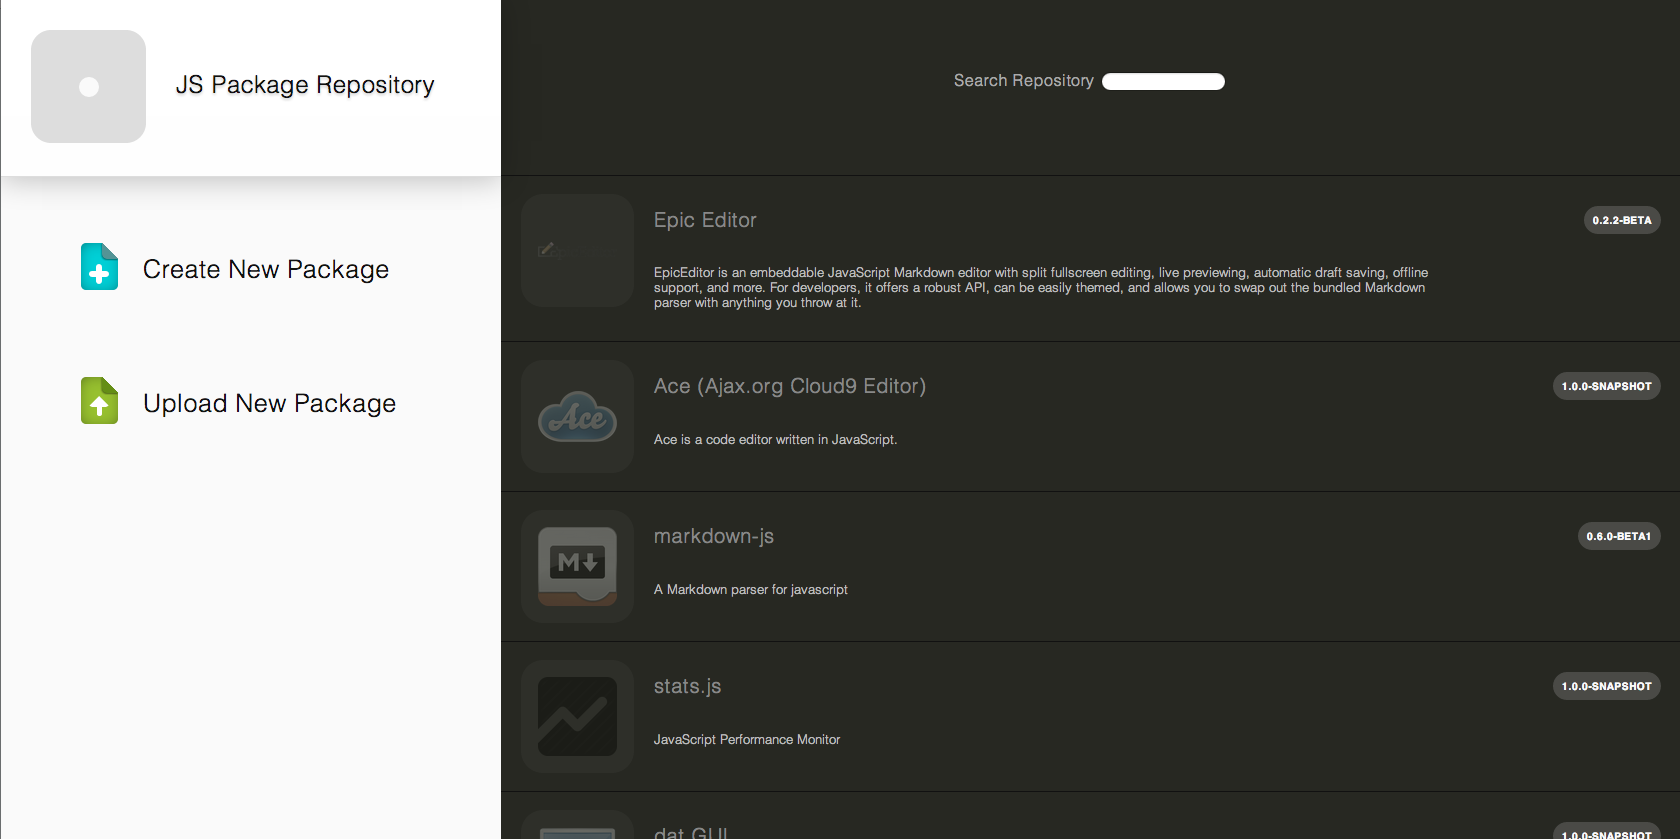 JS Package Repository
Create New Package
Upload New Package
Search Repository
Epic Editor
0.2.2-BETA
EpicEditor is an embeddable JavaScript Markdown editor with split fullscreen editing, live previewing, automatic draft saving, offline
support, and more. For developers, it offers a robust API, can be easily themed, and allows you to swap out the bundled Markdown
parser with anything you throw at it.
Ace
Ace (Ajax.org Cloud9 Editor)
1.0.0-SNAPSHOT
Ace is a code editor written in JavaScript.
M
markdown-js
0.6.0-BETA1
A Markdown parser for javascript
stats.js
1.0.0-SNAPSHOT
JavaScript Performance Monitor
dat GUI
1.0.0-SNAPSHOT